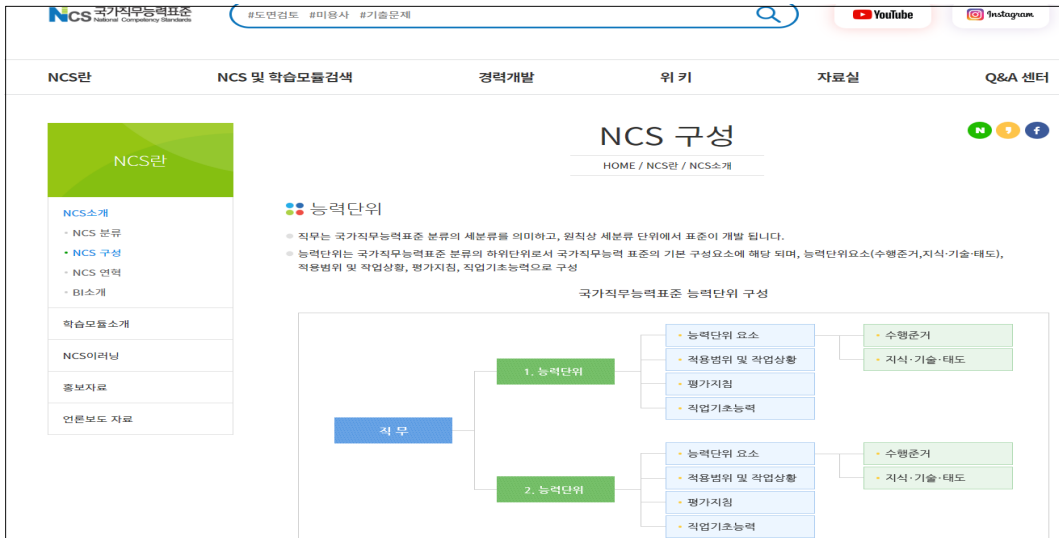 NCS 국가직무능력표준
National Competency Standards
#도면검토 #미용사 #기출문제
YouTube
Instagram
NCS란 NCS 및 학습모듈검색 경력개발 위 키 자료실 Q&A 센터
NCS란
NCS소개
NCS 분류
NCS 구성
NCS 연혁
BI소개
학습모듈소개
NCS이러닝
홍보자료
언론보도 자료
NCS 구성
HOME / NCS란 / NCS소개
능력단위
직무는 국가직무능력표준 분류의 세분류를 의미하고, 원칙상 세분류 단위에서 표준이 개발 됩니다.
능력단위는 국가직무능력표준 분류의 하위단위로서 국가직무능력 표준의 기본 구성요소에 해당 되며, 능력단위요소(수행준거,지식·기술·태도),
적용범위 및 작업상황, 평가지침, 직업기초능력으로 구성
국가직무능력표준 능력단위 구성
직 무
1. 능력단위
능력단위 요소
적용범위 및 작업상황
평가지침
직업기초능력
수행준거
지식·기술·태도
2. 능력단위
능력단위 요소
적용범위 및 작업상황
평가지침
직업기초능력
수행준거
지식·기술·태도